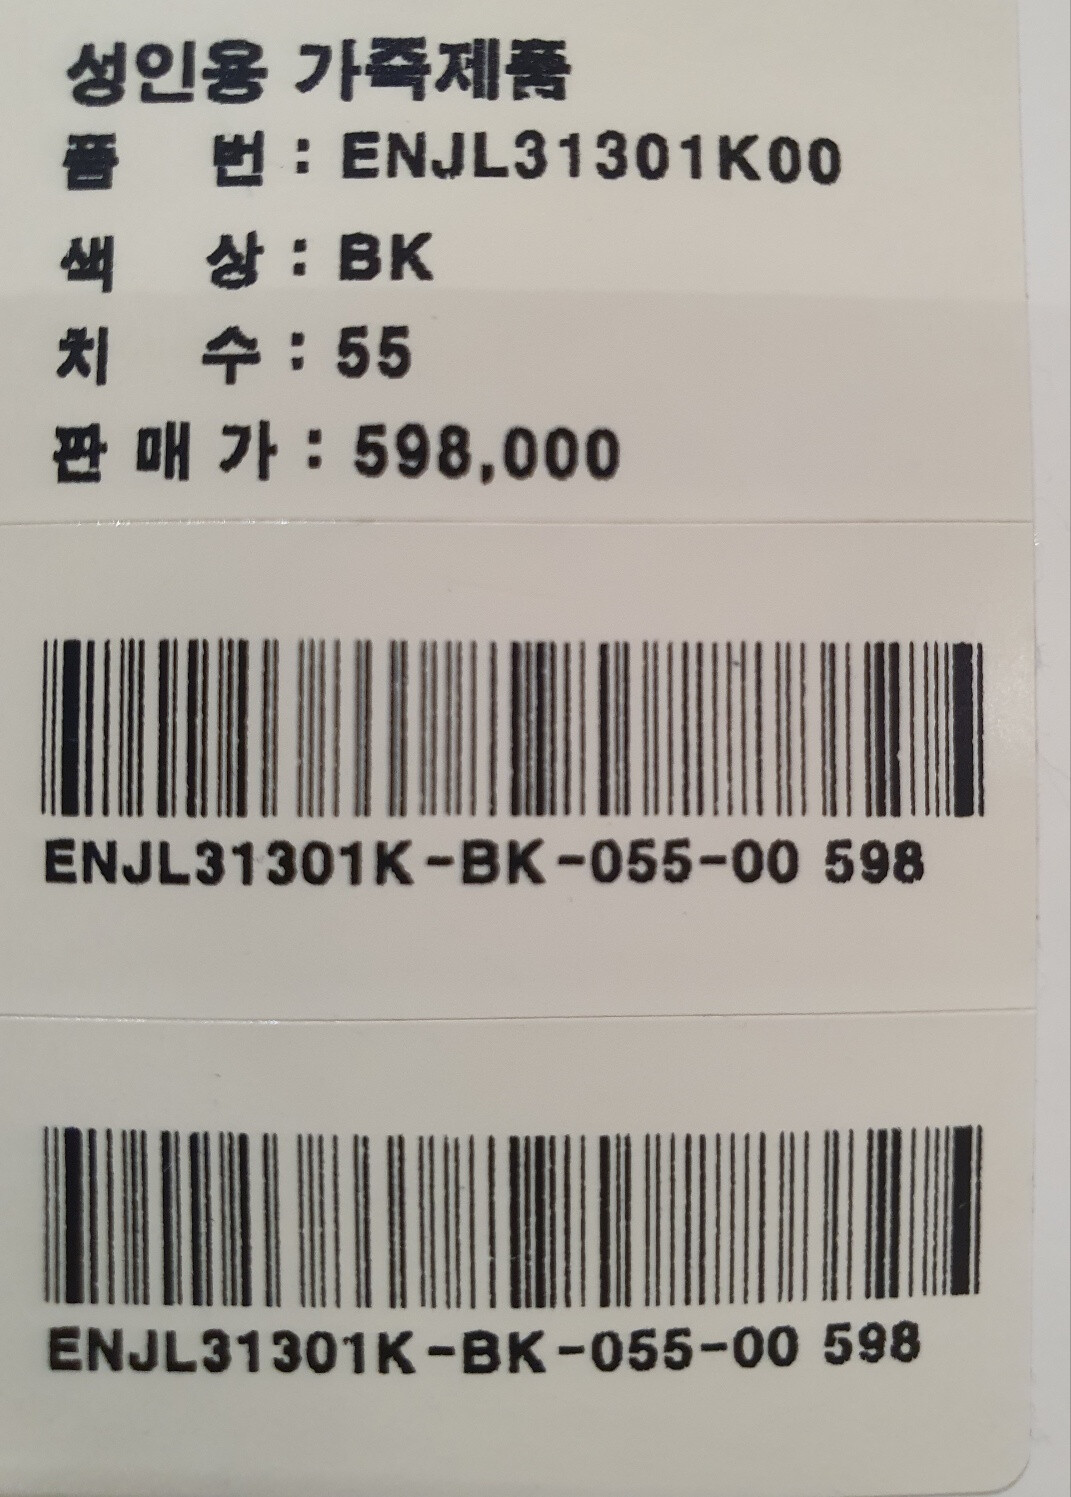 성인용 가죽제품
품 번 : ENJL31301K00
색 상 : BK
치 수 : 55
판 매 가 : 598,000
ENJL31301K-BK-055-00 598
ENJL31301K-BK-055-00 598